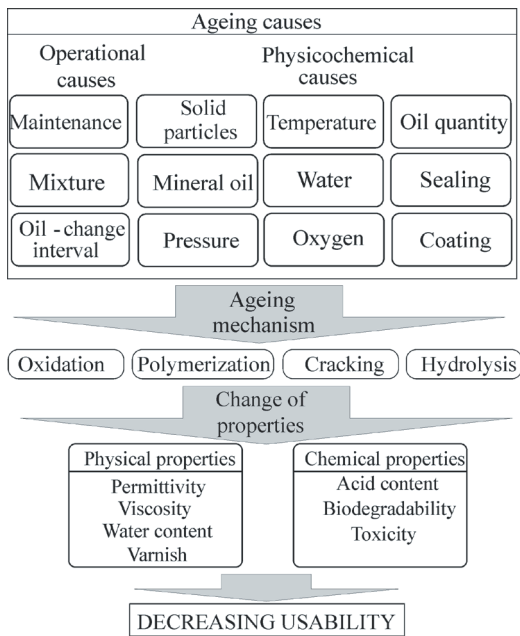 Ageing causes
Operational
causes
Physicochemical
causes
Maintenance
Solid
particles
Temperature
Oil quantity
Mixture
Mineral oil
Water
Sealing
Oil - change
interval
Pressure
Oxygen
Coating
Ageing
mechanism
Oxidation
Polymerization
Cracking
Hydrolysis
Change of
properties
Physical properties
Permittivity
Viscosity
Water content
Varnish
Chemical properties
Acid content
Biodegradability
Toxicity
DECREASING USABILITY